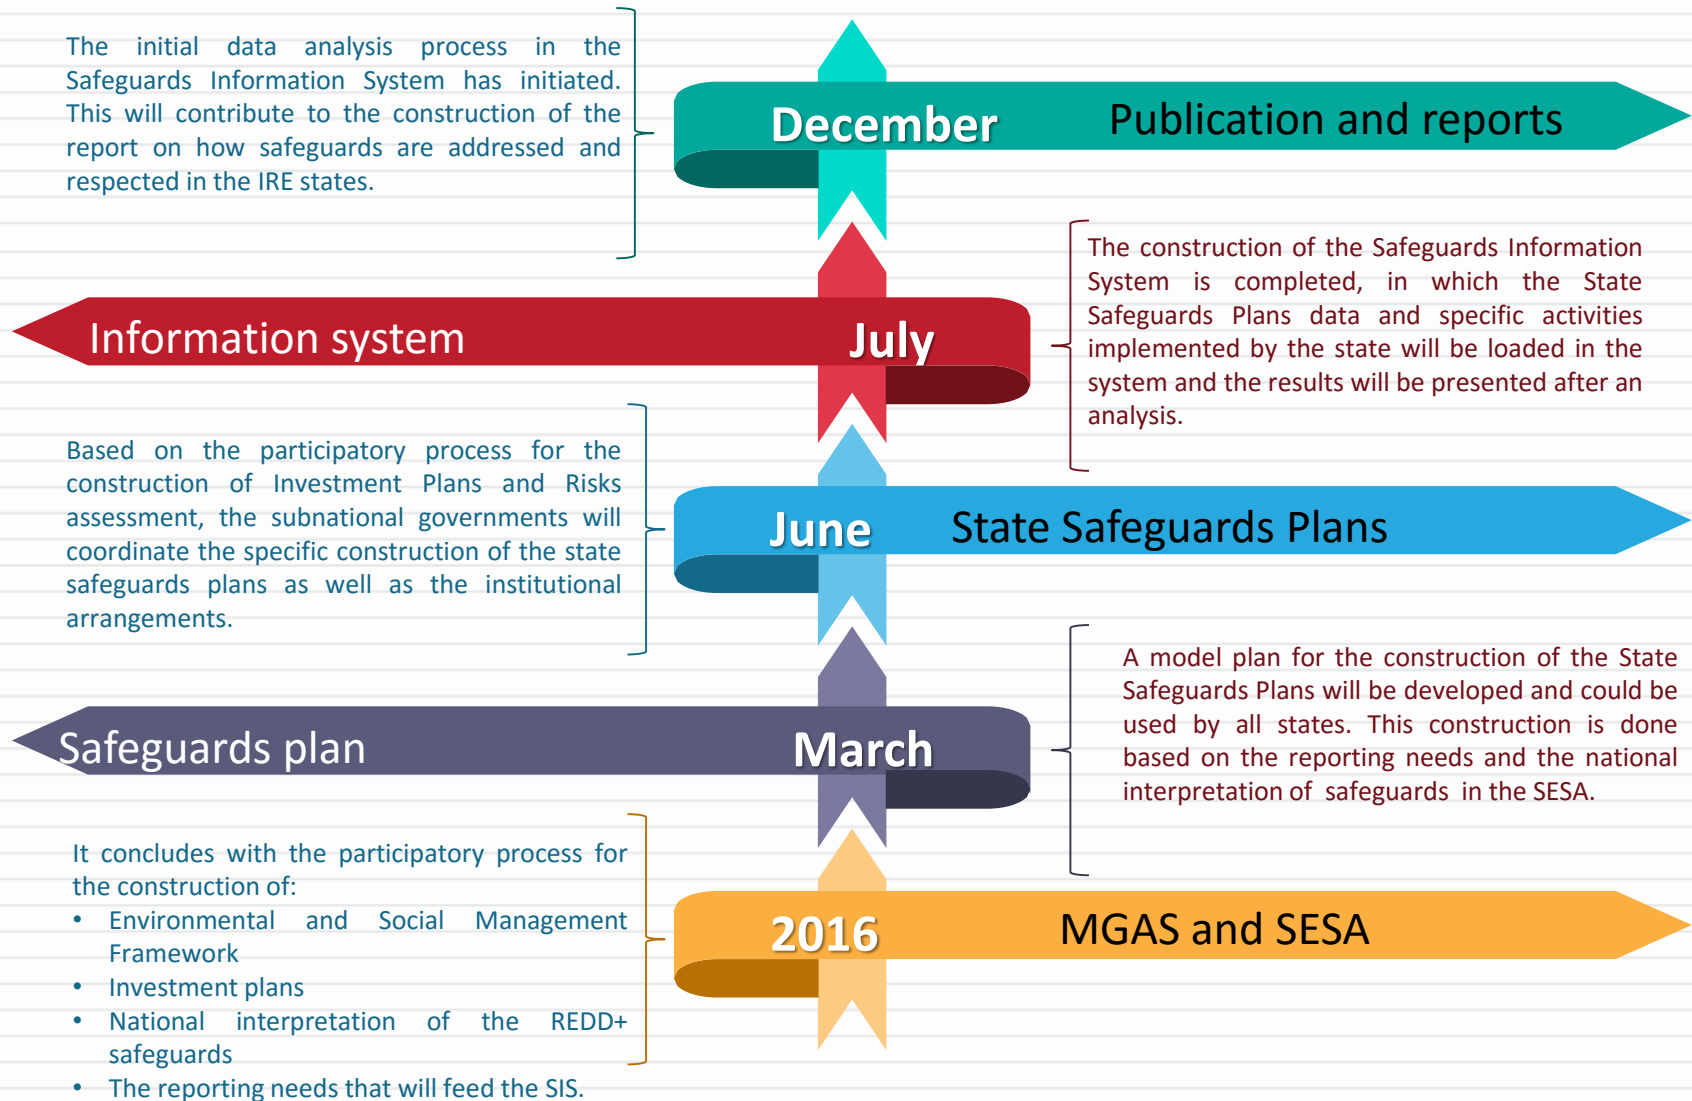 The initial data analysis process in the
Safeguards Information System has initiated.
This will contribute to the construction of the
report on how safeguards are addressed and
respected in the IRE states.
December
Publication and reports
Information system
July
The construction of the Safeguards Information
System is completed, in which the State
Safeguards Plans data and specific activities
implemented by the state will be loaded in the
system and the results will be presented after an
analysis.
Based on the participatory process for the
construction of Investment Plans and Risks
assessment, the subnational governments will
coordinate the specific construction of the state
safeguards plans as well as the institutional
arrangements.
June
State Safeguards Plans
Safeguards plan
March
A model plan for the construction of the State
Safeguards Plans will be developed and could be
used by all states. This construction is done
based on the reporting needs and the national
interpretation of safeguards in the SESA.
It concludes with the participatory process for
the construction of:
• Environmental and Social Management
Framework
• Investment plans
• National interpretation of the REDD+
safeguards
• The reporting needs that will feed the SIS.
2016
MGAS and SESA